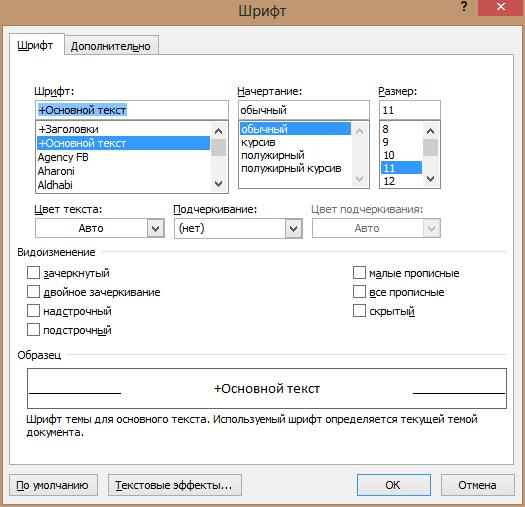 Шрифт
?
Шрифт Дополнительно
Шрифт: Начертание: Размер:
+Основной текст обычный 11
+Заголовки обычный 8
+Основной текст курсив 9
Agency FB полужирный 10
Aharoni полужирный курсив 11
Aldhabi 12
Цвет текста: Подчеркивание: Цвет подчеркивания:
Авто (нет) Авто
Видоизменение
зачеркнутый малые прописные
двойное зачеркивание все прописные
надстрочный скрытый
подстрочный
Образец
+Основной текст
Шрифт темы для основного текста. Используемый шрифт определяется текущей темой
документа.
По умолчанию Текстовые эффекты... ОК Отмена